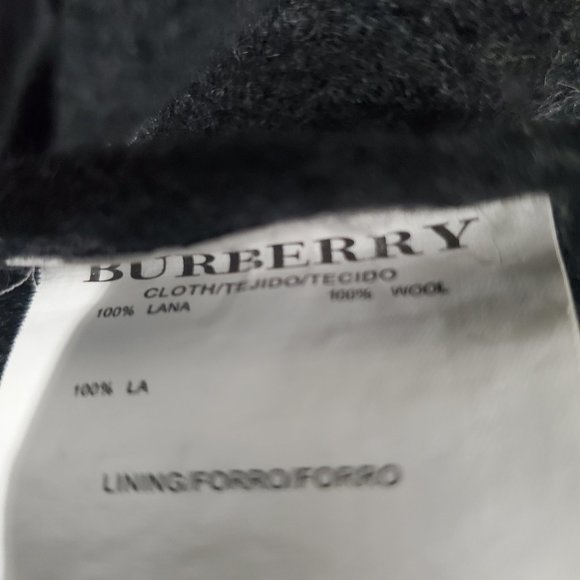 BURBERRY
CLOTH/TEJIDO/TECIDO
100% LANA 100% WOOL
100% LA
LINING/FORRO/FORRO